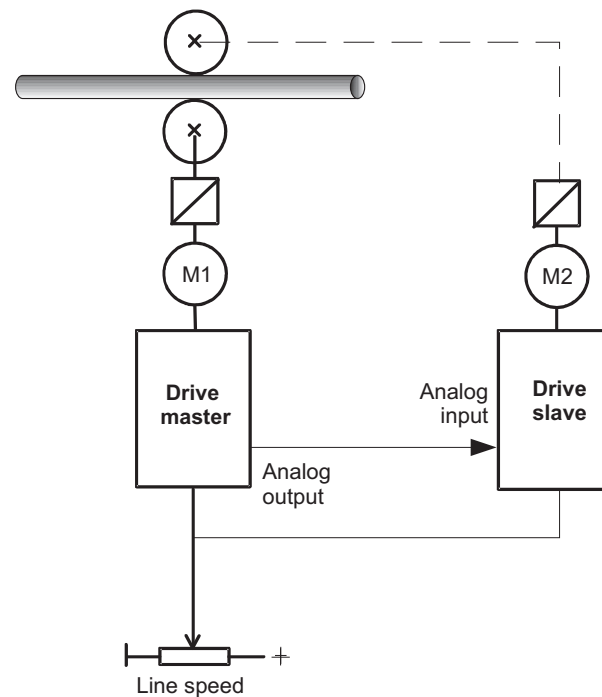 M1
M2
Drive
master
Analog
input
Drive
slave
Analog
output
+
Line speed